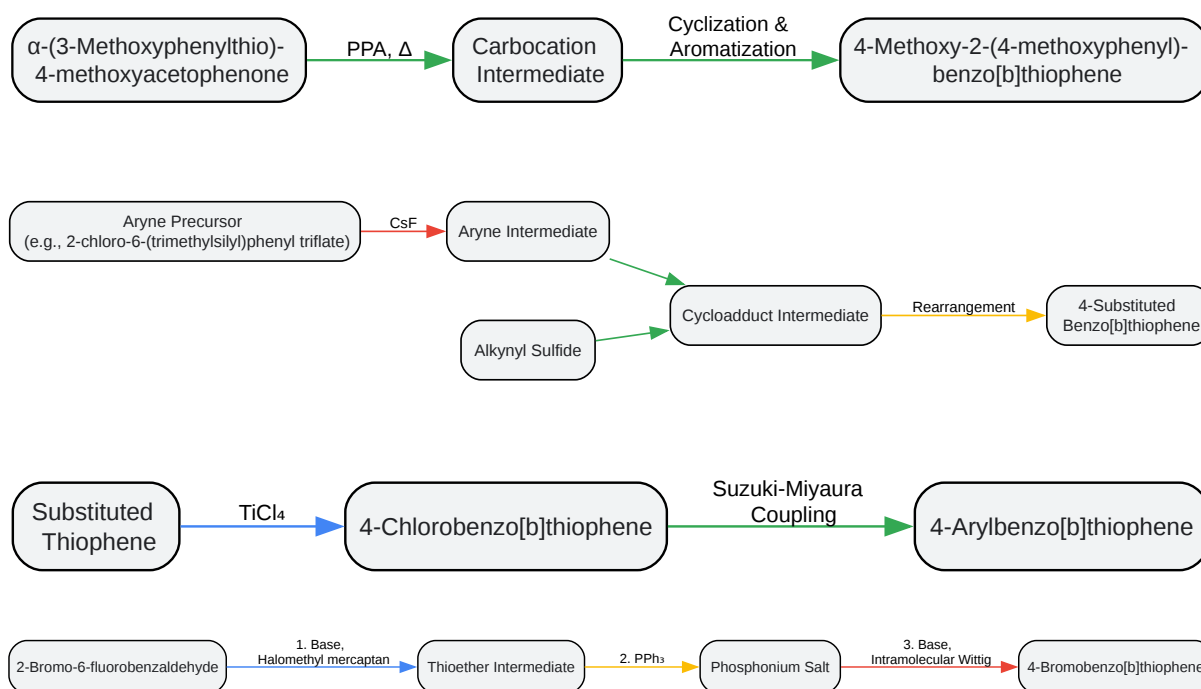 α-(3-Methoxyphenylthio)-
4-methoxyacetophenone
PPA, Δ
Carbocation
Intermediate
Cyclization &
Aromatization
4-Methoxy-2-(4-methoxyphenyl)-
benzo[b]thiophene
Aryne Precursor
(e.g., 2-chloro-6-(trimethylsilyl)phenyl triflate)
CsF
Aryne Intermediate
Alkynyl Sulfide
Cycloadduct Intermediate
Rearrangement
4-Substituted
Benzo[b]thiophene
Substituted
Thiophene
TiCl₄
4-Chlorobenzo[b]thiophene
Suzuki-Miyaura
Coupling
4-Arylbenzo[b]thiophene
2-Bromo-6-fluorobenzaldehyde
1. Base,
Halomethyl mercaptan
Thioether Intermediate
2. PPh₃
Phosphonium Salt
3. Base,
Intramolecular Wittig
4-Bromobenzo[b]thiophene